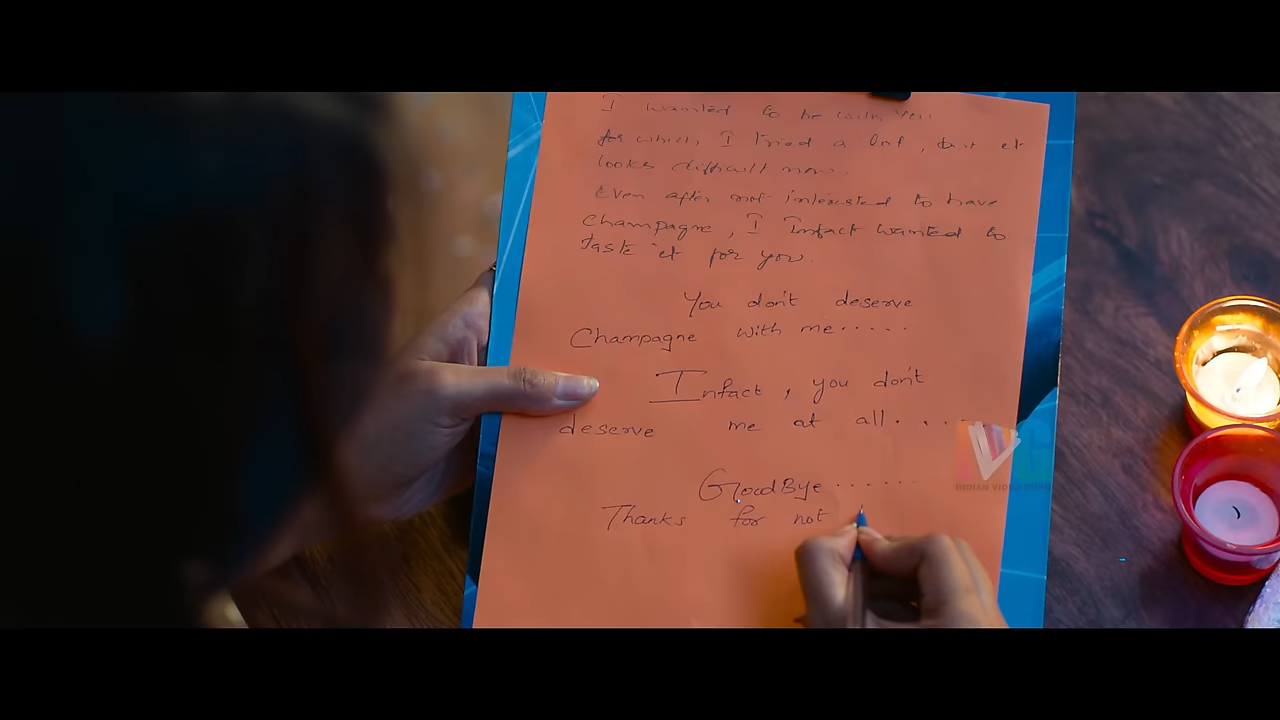 I wanted to be with you
for which I tried a lot, but it
looks difficult now.
Even after not interested to have
Champagne, I Infact wanted to
taste it for you.
You don't deserve
Champagne with me.....
Infact, you don't
deserve me at all....
GoodBye ......
Thanks for not
INDIAN VIDEO